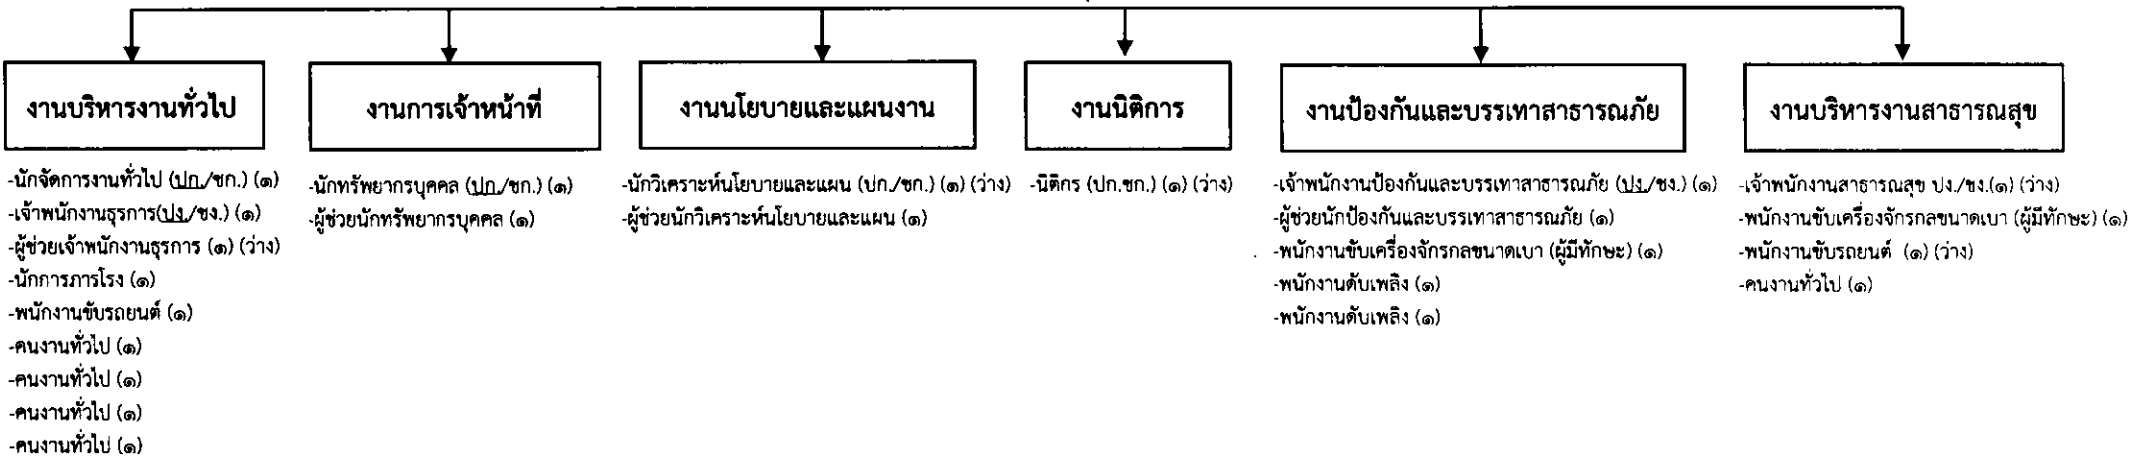 งานบริหารงานทั่วไป
-นักจัดการงานทั่วไป (ปก./ชก.) (๑)
-เจ้าพนักงานธุรการ(ปง./ชง.) (๑)
-ผู้ช่วยเจ้าพนักงานธุรการ (๑) (ว่าง)
-นักการภารโรง (๑)
-พนักงานขับรถยนต์ (๑)
-คนงานทั่วไป (๑)
-คนงานทั่วไป (๑)
-คนงานทั่วไป (๑)
-คนงานทั่วไป (๑)
งานการเจ้าหน้าที่
-นักทรัพยากรบุคคล (ปก./ชก.) (๑)
-ผู้ช่วยนักทรัพยากรบุคคล (๑)
งานนโยบายและแผนงาน
-นักวิเคราะห์นโยบายและแผน (ปก./ชก.) (๑) (ว่าง)
-ผู้ช่วยนักวิเคราะห์นโยบายและแผน (๑)
งานนิติการ
-นิติกร (ปก.ชก.) (๑) (ว่าง)
งานป้องกันและบรรเทาสาธารณภัย
-เจ้าพนักงานป้องกันและบรรเทาสาธารณภัย (ปง./ชง.) (๑)
-ผู้ช่วยนักป้องกันและบรรเทาสาธารณภัย (๑)
-พนักงานขับเครื่องจักรกลขนาดเบา (ผู้มีทักษะ) (๑)
-พนักงานดับเพลิง (๑)
-พนักงานดับเพลิง (๑)
งานบริหารงานสาธารณสุข
-เจ้าพนักงานสาธารณสุข ปง./ชง.(๑) (ว่าง)
-พนักงานขับเครื่องจักรกลขนาดเบา (ผู้มีทักษะ) (๑)
-พนักงานขับรถยนต์ (๑) (ว่าง)
-คนงานทั่วไป (๑)